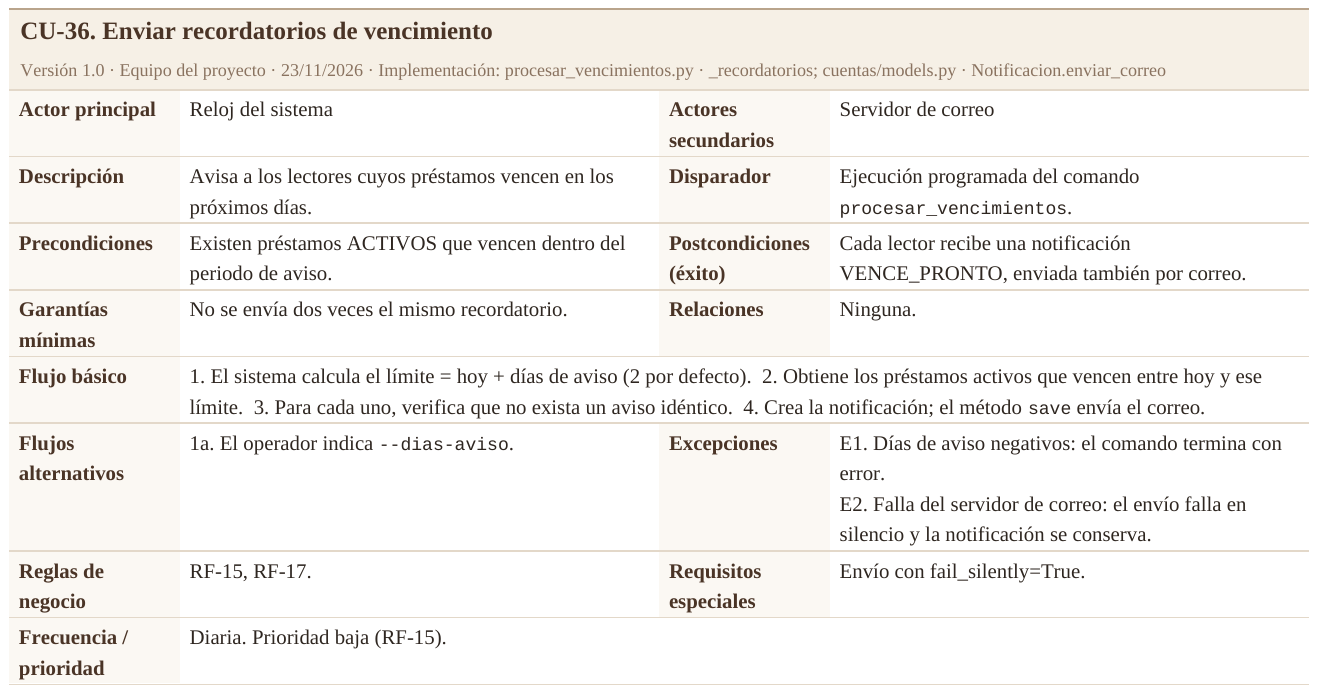 CU-36. Enviar recordatorios de vencimiento
Versión 1.0 · Equipo del proyecto · 23/11/2026 · Implementación: procesar_vencimientos.py · _recordatorios; cuentas/models.py · Notificacion.enviar_correo
Actor principal
Reloj del sistema
Actores
secundarios
Servidor de correo
Descripción
Avisa a los lectores cuyos préstamos vencen en los
próximos días.
Disparador
Ejecución programada del comando
procesar_vencimientos.
Precondiciones
Existen préstamos ACTIVOS que vencen dentro del
periodo de aviso.
Postcondiciones
(éxito)
Cada lector recibe una notificación
VENCE_PRONTO, enviada también por correo.
Garantías
mínimas
No se envía dos veces el mismo recordatorio.
Relaciones
Ninguna.
Flujo básico
1. El sistema calcula el límite = hoy + días de aviso (2 por defecto).  2. Obtiene los préstamos activos que vencen entre hoy y ese
límite.  3. Para cada uno, verifica que no exista un aviso idéntico.  4. Crea la notificación; el método save envía el correo.
Flujos
alternativos
1a. El operador indica --dias-aviso.
Excepciones
E1. Días de aviso negativos: el comando termina con
error.
E2. Falla del servidor de correo: el envío falla en
silencio y la notificación se conserva.
Reglas de
negocio
RF-15, RF-17.
Requisitos
especiales
Envío con fail_silently=True.
Frecuencia /
prioridad
Diaria. Prioridad baja (RF-15).